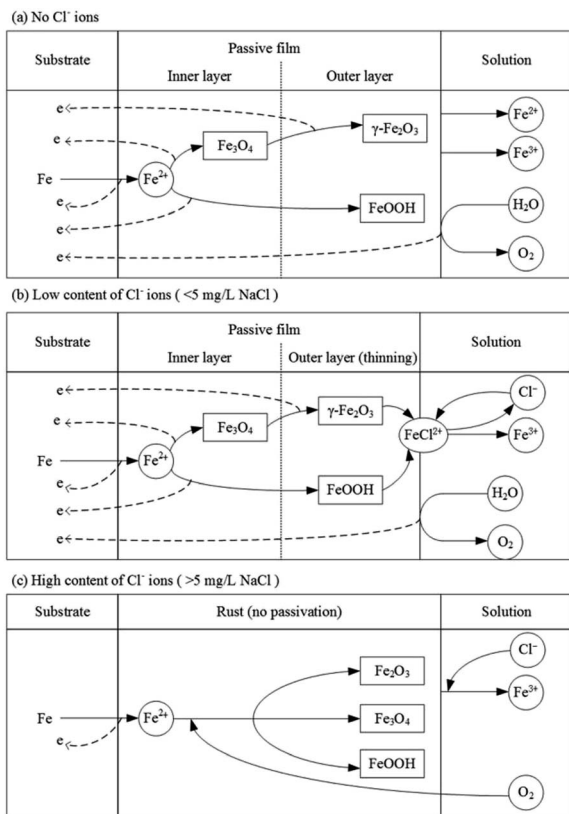 (a) No Cl⁻ ions
Substrate Passive film Solution
Inner layer Outer layer
e
e
Fe₃O₄ γ-Fe₂O₃ Fe²⁺
Fe³⁺
Fe Fe²⁺
e FeOOH H₂O
e
e O₂
(b) Low content of Cl⁻ ions ( <5 mg/L NaCl )
Substrate Passive film Solution
Inner layer Outer layer (thinning)
e Cl⁻
e Fe₃O₄ γ-Fe₂O₃
FeCl²⁺ Fe³⁺
Fe Fe²⁺
e FeOOH H₂O
e
e O₂
(c) High content of Cl⁻ ions ( >5 mg/L NaCl )
Substrate Rust (no passivation) Solution
Cl⁻
Fe₂O₃
Fe³⁺
Fe Fe²⁺ Fe₃O₄
e
FeOOH
O₂